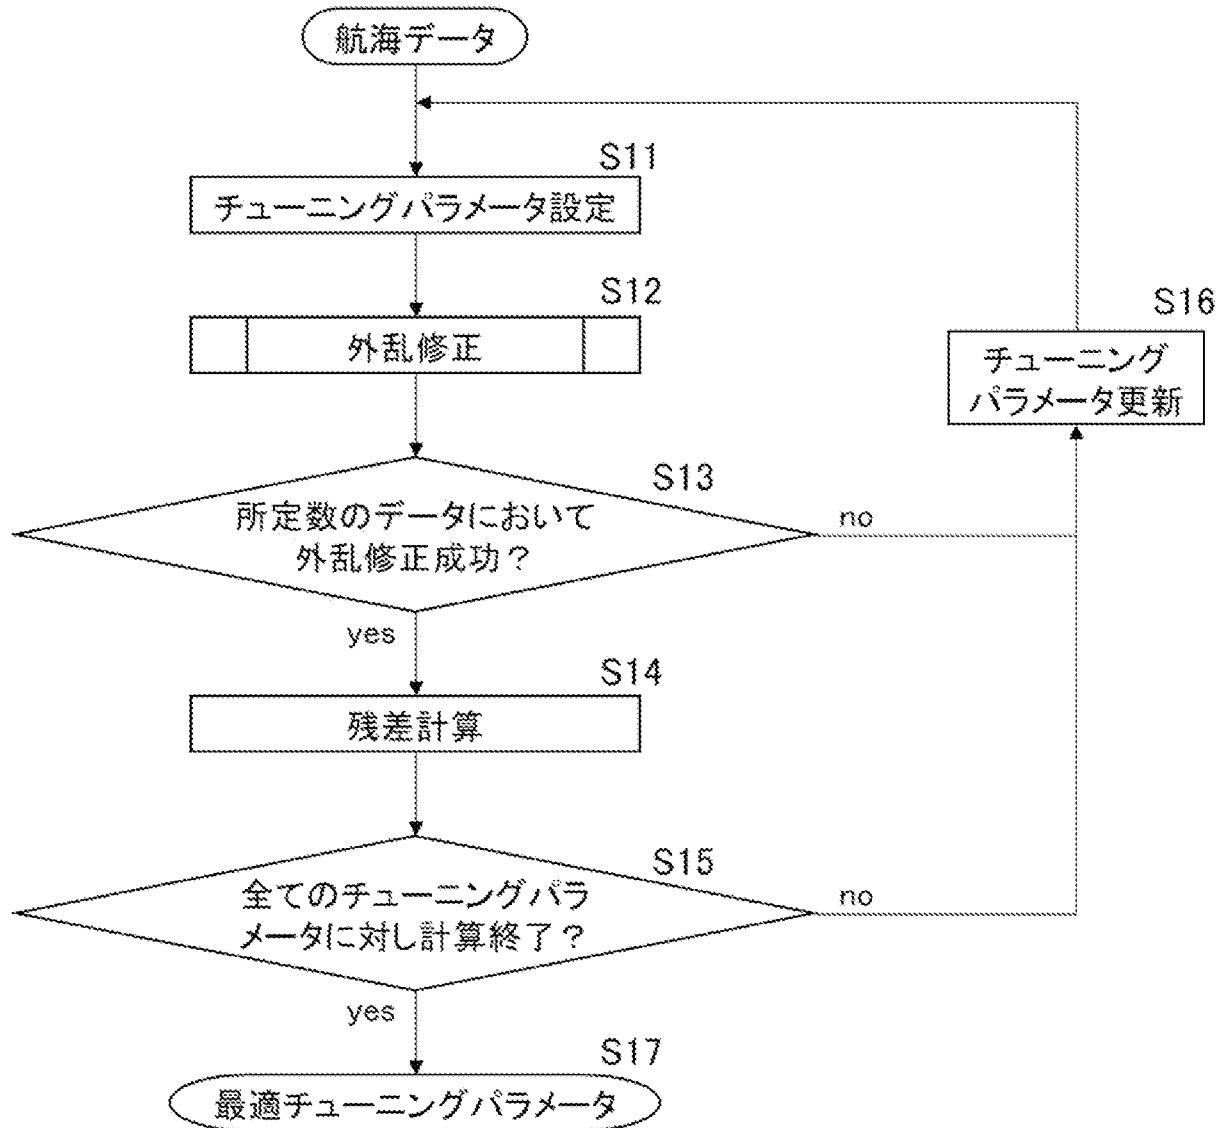 航海データ
S11
チューニングパラメータ設定
S12
外乱修正
S16
チューニング
パラメータ更新
S13
所定数のデータにおいて
外乱修正成功？
no
yes
S14
残差計算
S15
全てのチューニングパラ
メータに対し計算終了？
no
yes
S17
最適チューニングパラメータ